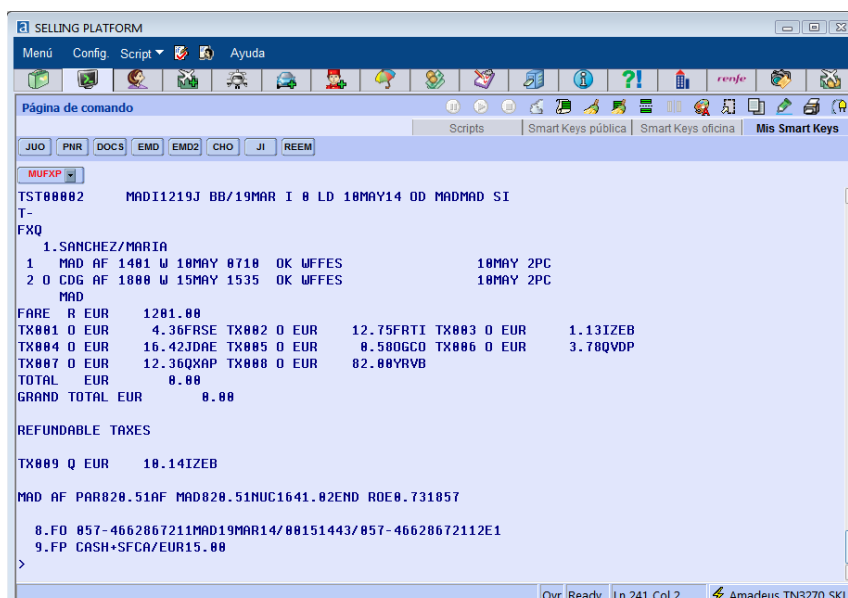 a SELLING PLATFORM
Menú Config. Script Ayuda
?! renfe
Página de comando
Scripts Smart Keys pública Smart Keys oficina Mis Smart Keys
JUO PNR DOCS EMD EMD2 CHO JI REEM
MUFXP
TST00002 MADI1219J BB/19MAR I 0 LD 10MAY14 OD MADMAD SI
T-
FXQ
1.SANCHEZ/MARIA
1 MAD AF 1401 W 10MAY 0710 OK WFFES 10MAY 2PC
2 O CDG AF 1800 W 15MAY 1535 OK WFFES 10MAY 2PC
MAD
FARE R EUR 1201.00
TX001 O EUR 4.36FRSE TX002 O EUR 12.75FRTI TX003 O EUR 1.13IZEB
TX004 O EUR 16.42JDAE TX005 O EUR 0.58OGCO TX006 O EUR 3.78QVDP
TX007 O EUR 12.36QXAP TX008 O EUR 82.00YRVB
TOTAL EUR 0.00
GRAND TOTAL EUR 0.00
REFUNDABLE TAXES
TX009 Q EUR 10.14IZEB
MAD AF PAR820.51AF MAD820.51NUC1641.02END ROE0.731857
8.FO 057-4662867211MAD19MAR14/00151443/057-46628672112E1
9.FP CASH+SFCA/EUR15.00
>
Ovr Ready Ln 241 Col 2 Amadeus TN3270 SKI